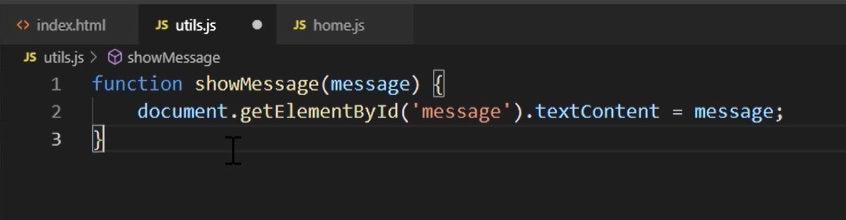 <> index.html JS utils.js JS home.js
JS utils.js > showMessage
1 function showMessage(message) {
2     document.getElementById('message').textContent = message;
3 }